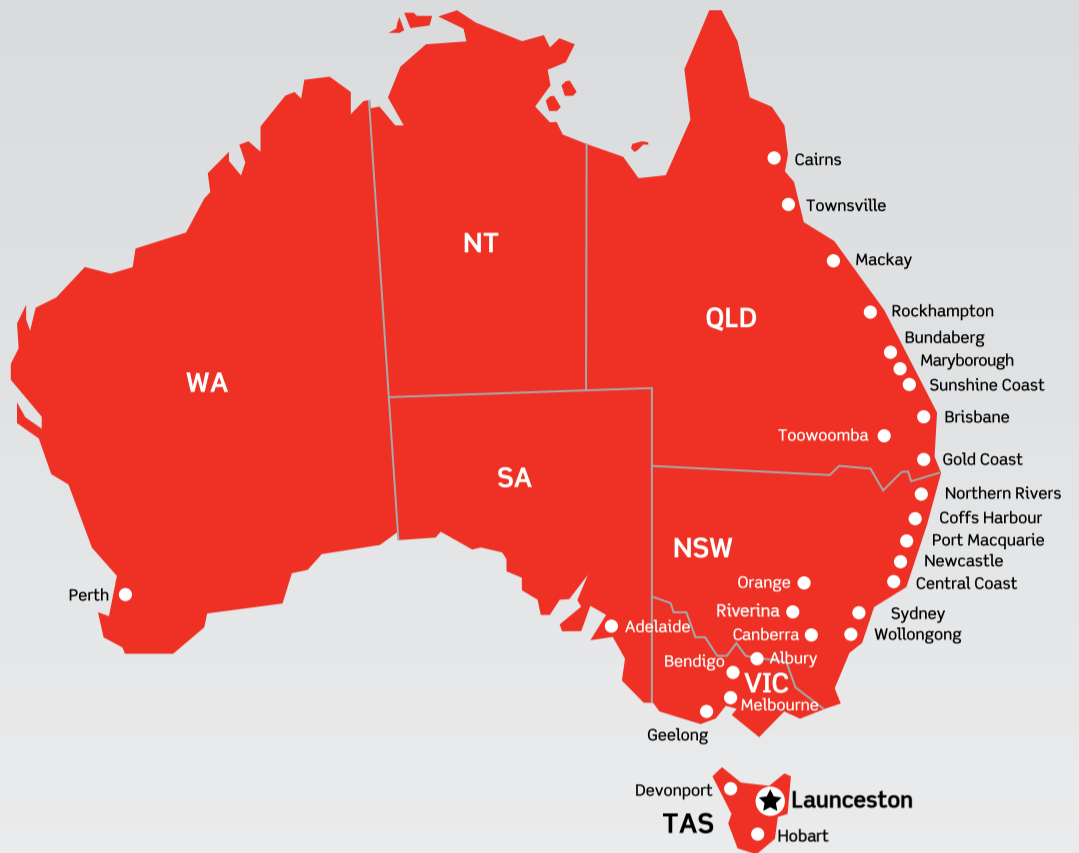 Cairns
Townsville
NT
Mackay
Rockhampton
QLD
Bundaberg
Maryborough
WA
Sunshine Coast
Brisbane
Toowoomba
Gold Coast
SA
Northern Rivers
Coffs Harbour
Port Macquarie
NSW
Newcastle
Orange
Central Coast
Perth
Riverina
Sydney
Adelaide
Canberra
Wollongong
Albury
Bendigo
VIC
Melbourne
Geelong
Devonport
Launceston
TAS
Hobart